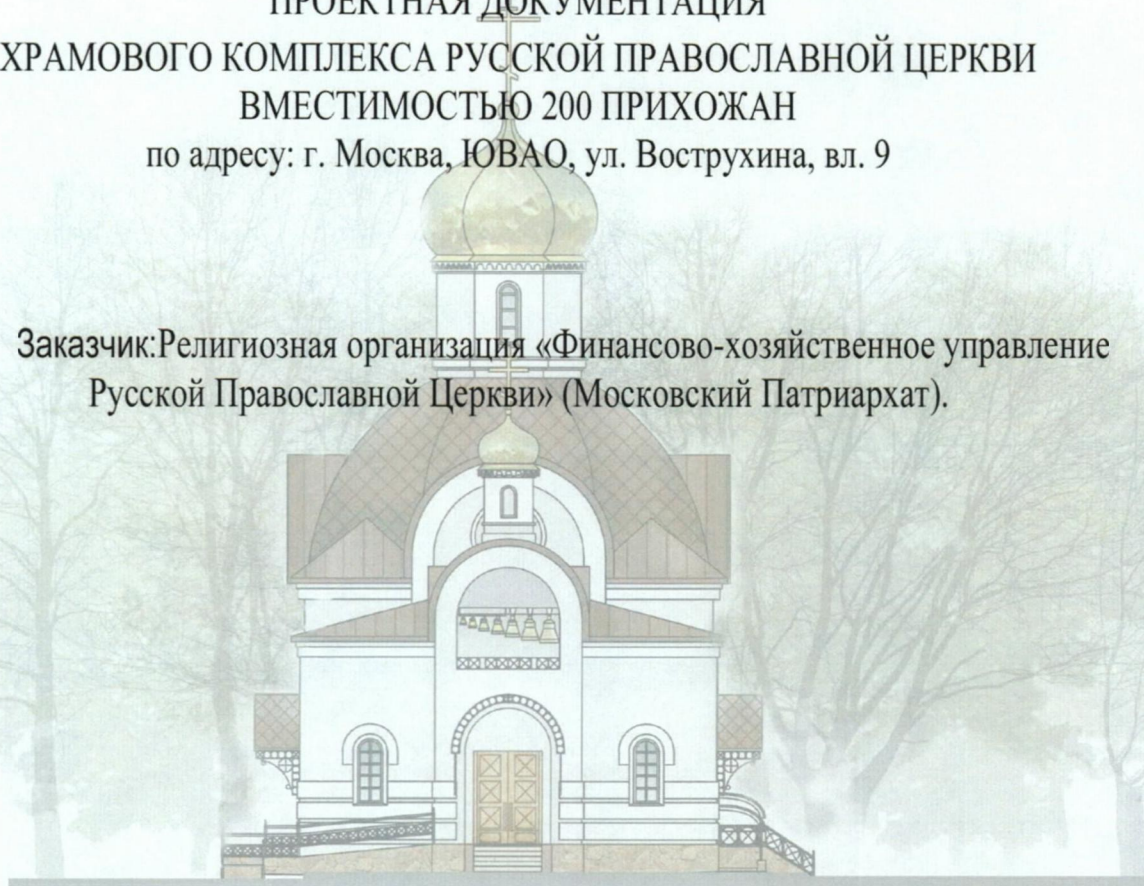 ПРОЕКТНАЯ ДОКУМЕНТАЦИЯ
ХРАМОВОГО КОМПЛЕКСА РУССКОЙ ПРАВОСЛАВНОЙ ЦЕРКВИ
ВМЕСТИМОСТЬЮ 200 ПРИХОЖАН
по адресу: г. Москва, ЮВАО, ул. Вострухина, вл. 9
Заказчик:Религиозная организация «Финансово-хозяйственное управление
Русской Православной Церкви» (Московский Патриархат).